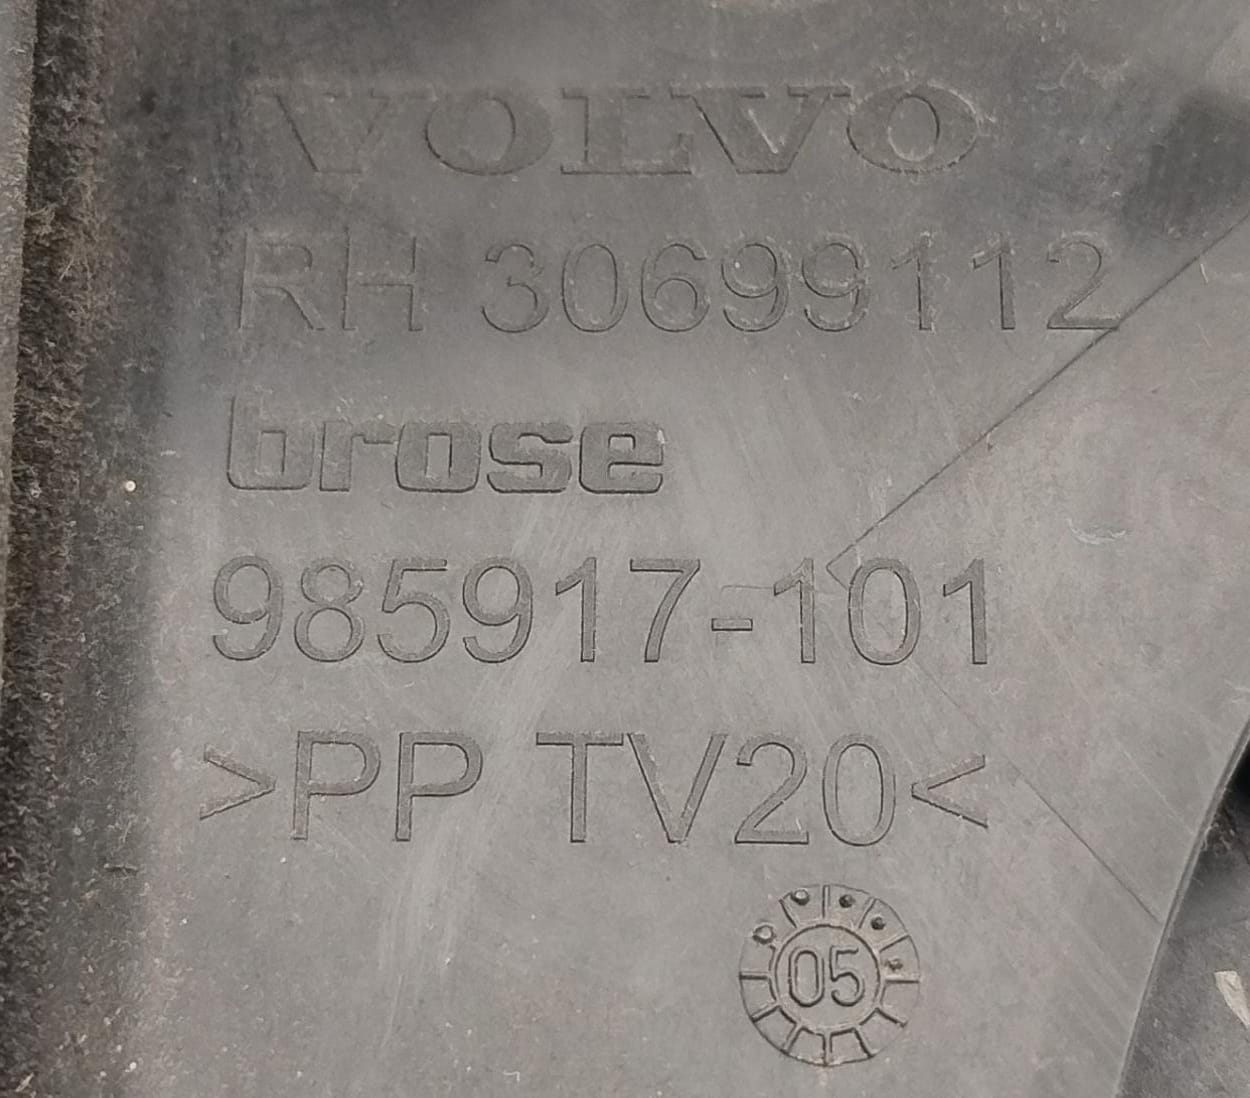 VOLVO
RH 30699112
brose
985917-101
>PP TV20<
05